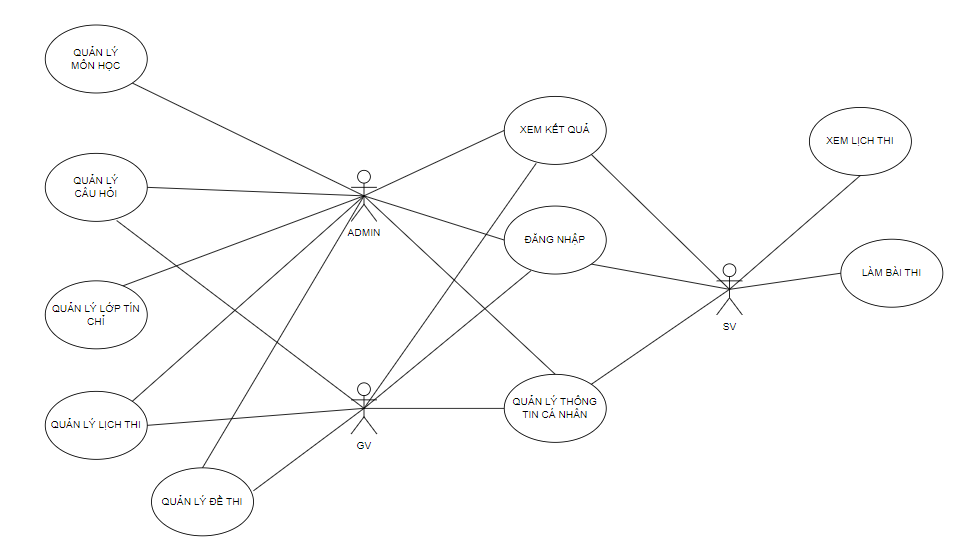 QUẢN LÝ
MÔN HỌC
XEM KẾT QUẢ
XEM LỊCH THI
QUẢN LÝ
CÂU HỎI
ADMIN
ĐĂNG NHẬP
LÀM BÀI THI
QUẢN LÝ LỚP TÍN
CHỈ
SV
QUẢN LÝ THÔNG
TIN CÁ NHÂN
QUẢN LÝ LỊCH THI
GV
QUẢN LÝ ĐỀ THI